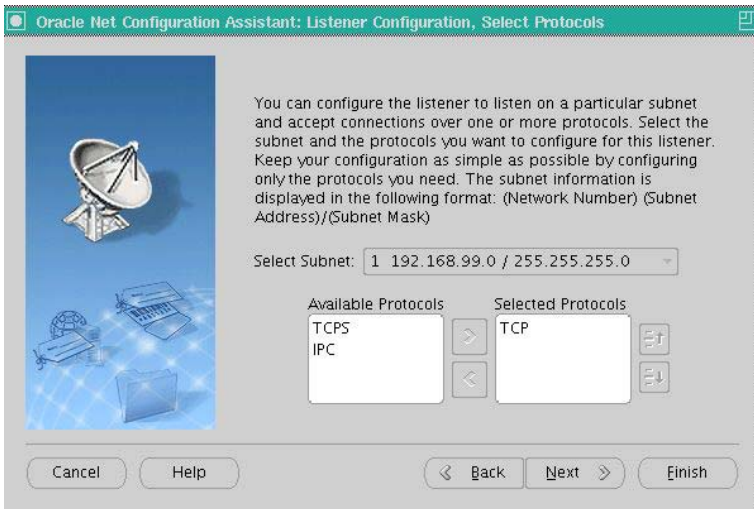 Oracle Net Configuration Assistant: Listener Configuration, Select Protocols
You can configure the listener to listen on a particular subnet
and accept connections over one or more protocols. Select the
subnet and the protocols you want to configure for this listener.
Keep your configuration as simple as possible by configuring
only the protocols you need. The subnet information is
displayed in the following format: (Network Number) (Subnet
Address)/(Subnet Mask)
Select Subnet: 1 192.168.99.0 / 255.255.255.0
Available Protocols Selected Protocols
TCPS TCP
IPC
Cancel Help Back Next Finish